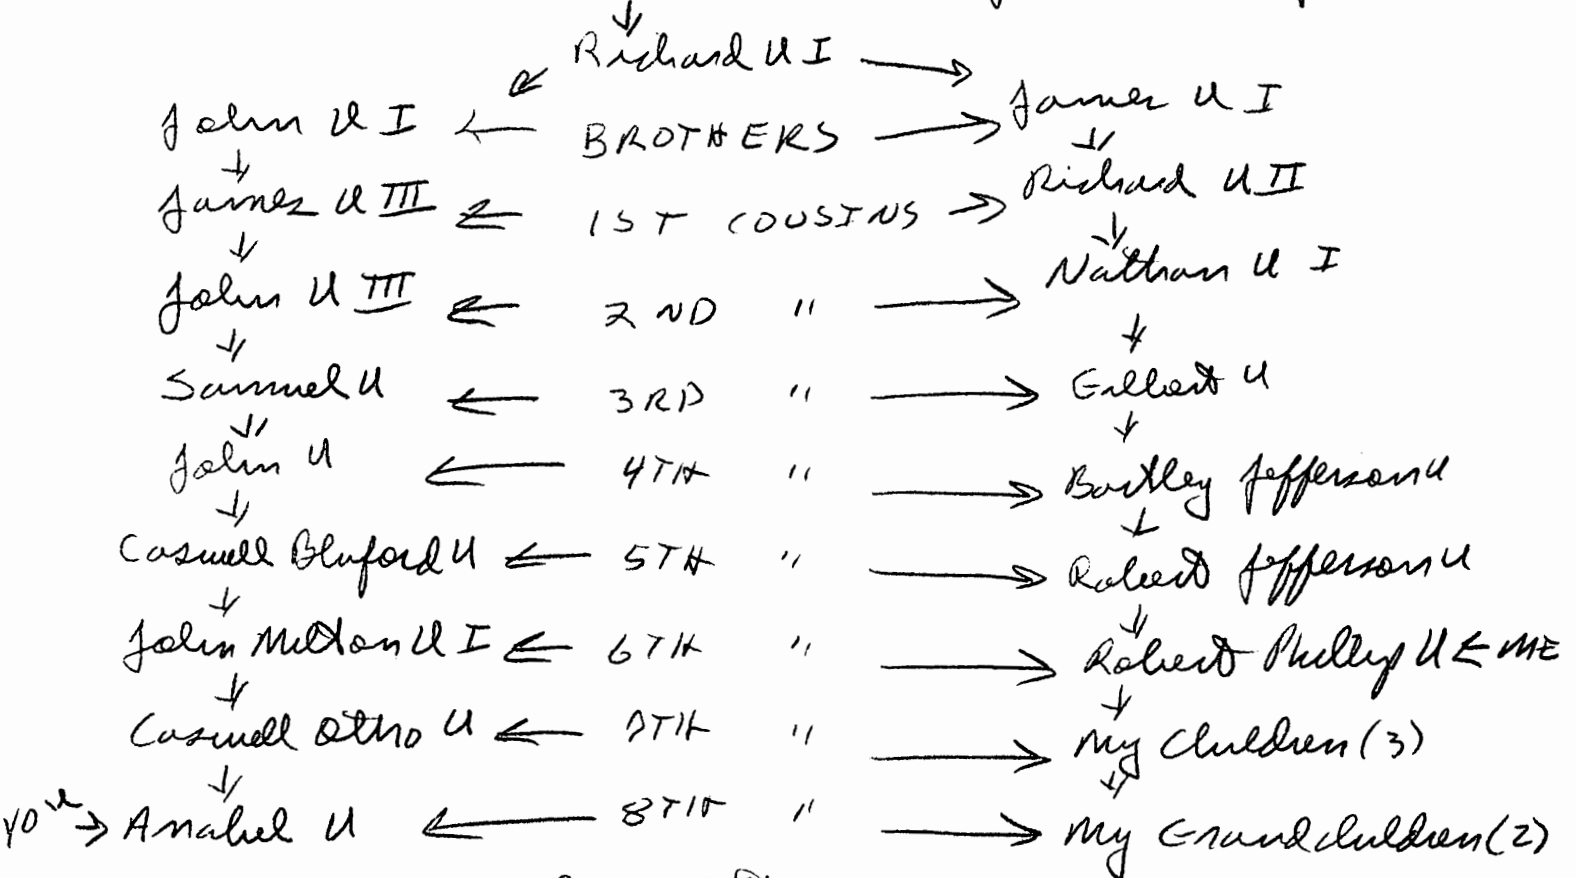 Richard U I
John U I ← BROTHERS → James U I
James U III ← 1ST COUSINS → Richard U II
John U III ← 2ND " → Nathan U I
Samuel U ← 3RD " → Gilbert U
John U ← 4TH " → Bartley Jefferson U
Caswell Bluford U ← 5TH " → Robert Jefferson U
John Milton U I ← 6TH " → Robert Phillip U ← ME
Caswell Otho U ← 7TH " → My Children (3)
YOU → Anabel U ← 8TH " → My Grandchildren (2)